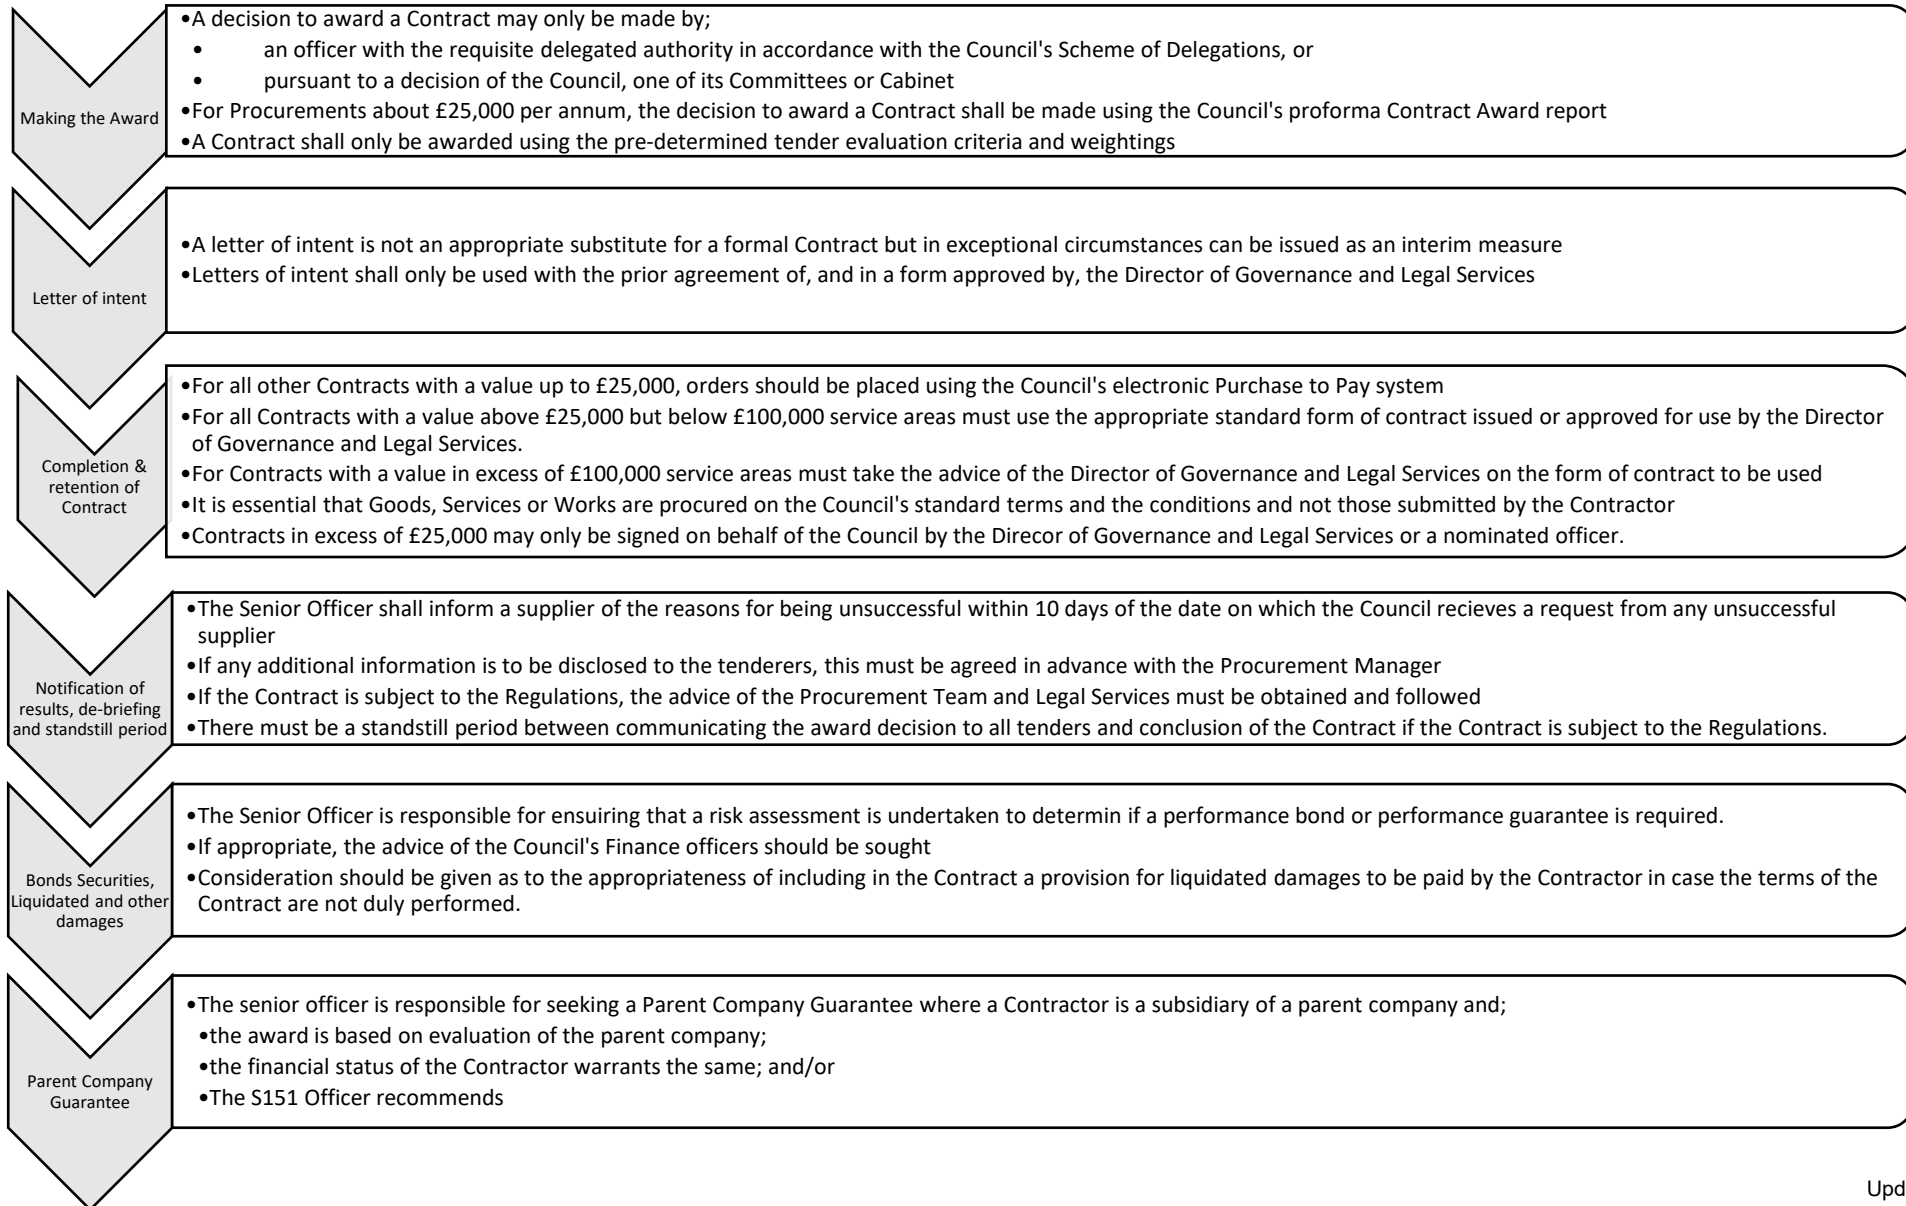 Making the Award
•A decision to award a Contract may only be made by;
• an officer with the requisite delegated authority in accordance with the Council's Scheme of Delegations, or
• pursuant to a decision of the Council, one of its Committees or Cabinet
•For Procurements about £25,000 per annum, the decision to award a Contract shall be made using the Council's proforma Contract Award report
•A Contract shall only be awarded using the pre-determined tender evaluation criteria and weightings
Letter of intent
•A letter of intent is not an appropriate substitute for a formal Contract but in exceptional circumstances can be issued as an interim measure
•Letters of intent shall only be used with the prior agreement of, and in a form approved by, the Director of Governance and Legal Services
Completion &
retention of
Contract
•For all other Contracts with a value up to £25,000, orders should be placed using the Council's electronic Purchase to Pay system
•For all Contracts with a value above £25,000 but below £100,000 service areas must use the appropriate standard form of contract issued or approved for use by the Director
of Governance and Legal Services.
•For Contracts with a value in excess of £100,000 service areas must take the advice of the Director of Governance and Legal Services on the form of contract to be used
•It is essential that Goods, Services or Works are procured on the Council's standard terms and the conditions and not those submitted by the Contractor
•Contracts in excess of £25,000 may only be signed on behalf of the Council by the Direcor of Governance and Legal Services or a nominated officer.
Notification of
results, de-briefing
and standstill period
•The Senior Officer shall inform a supplier of the reasons for being unsuccessful within 10 days of the date on which the Council recieves a request from any unsuccessful
supplier
•If any additional information is to be disclosed to the tenderers, this must be agreed in advance with the Procurement Manager
•If the Contract is subject to the Regulations, the advice of the Procurement Team and Legal Services must be obtained and followed
•There must be a standstill period between communicating the award decision to all tenders and conclusion of the Contract if the Contract is subject to the Regulations.
Bonds Securities,
Liquidated and other
damages
•The Senior Officer is responsible for ensuiring that a risk assessment is undertaken to determin if a performance bond or performance guarantee is required.
•If appropriate, the advice of the Council's Finance officers should be sought
•Consideration should be given as to the appropriateness of including in the Contract a provision for liquidated damages to be paid by the Contractor in case the terms of the
Contract are not duly performed.
Parent Company
Guarantee
•The senior officer is responsible for seeking a Parent Company Guarantee where a Contractor is a subsidiary of a parent company and;
•the award is based on evaluation of the parent company;
•the financial status of the Contractor warrants the same; and/or
•The S151 Officer recommends
Upd